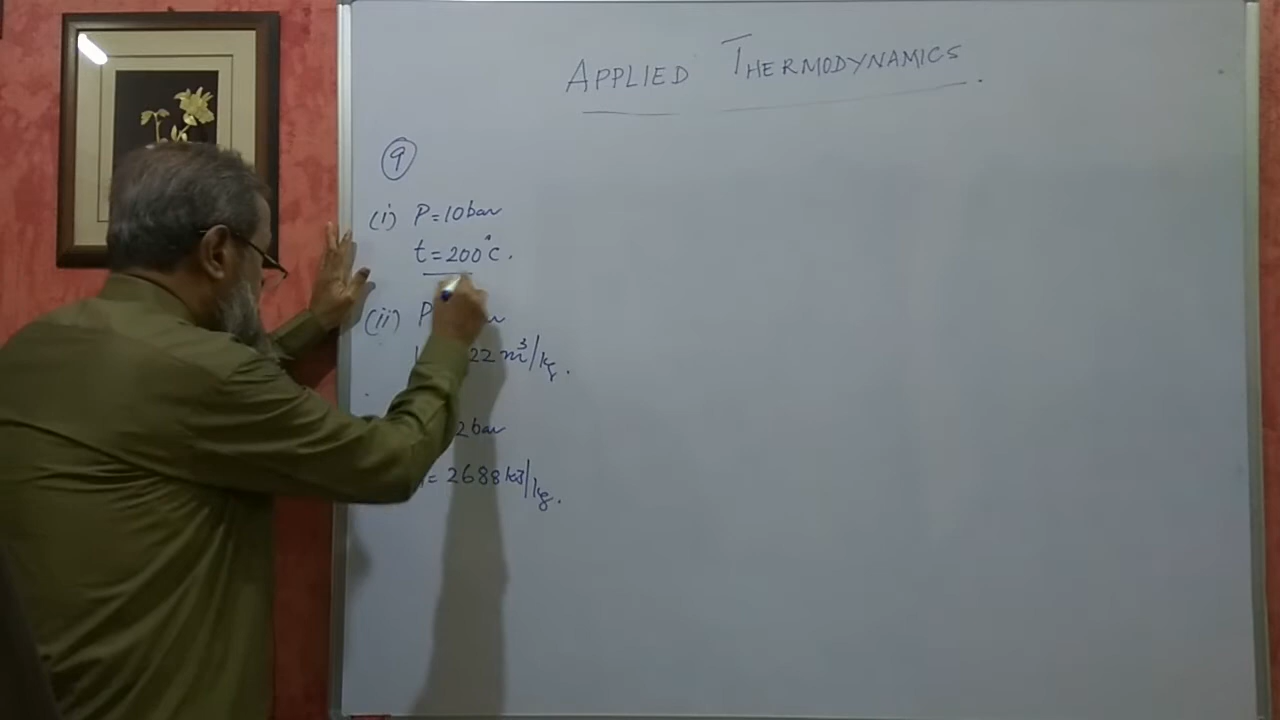 APPLIED THERMODYNAMICS.
9
(i) P=10bar
t=200°C.
(ii) P
22 m³/kg.
2bar
= 2688 kJ/kg.